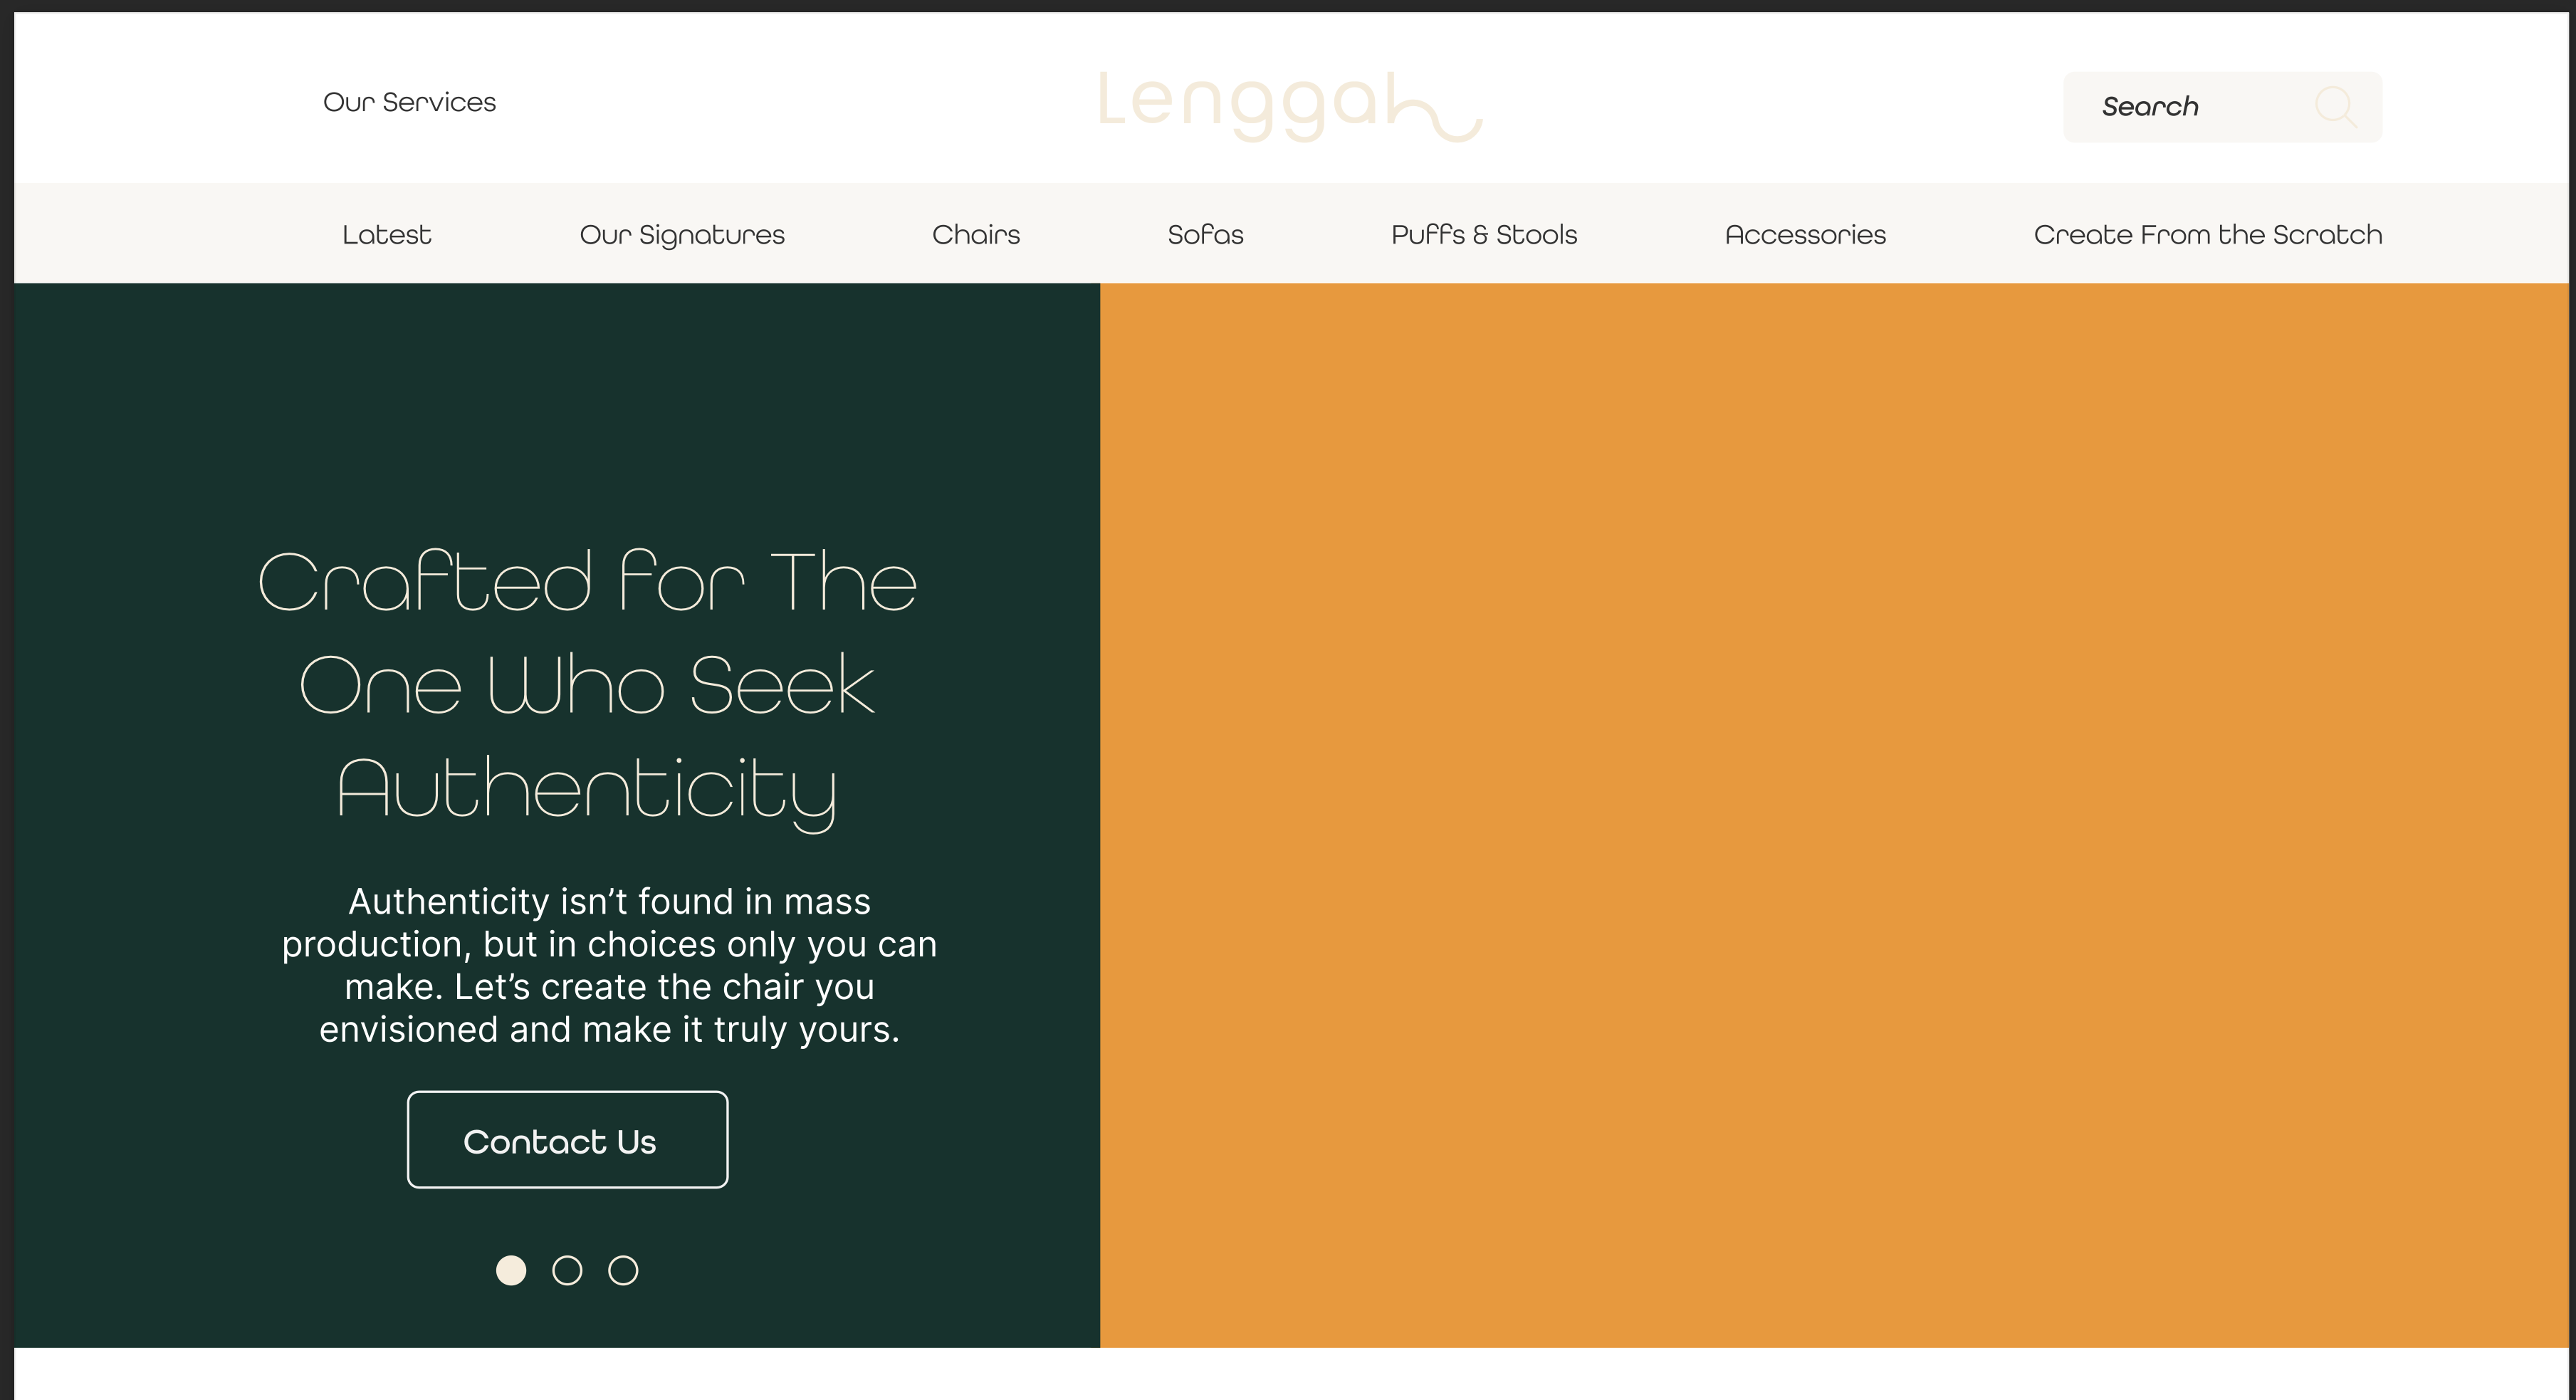 Our Services
Lenggah
Search
Latest
Our Signatures
Chairs
Sofas
Puffs & Stools
Accessories
Create From the Scratch
Crafted for The
One Who Seek
Authenticity
Authenticity isn’t found in mass
production, but in choices only you can
make. Let’s create the chair you
envisioned and make it truly yours.
Contact Us